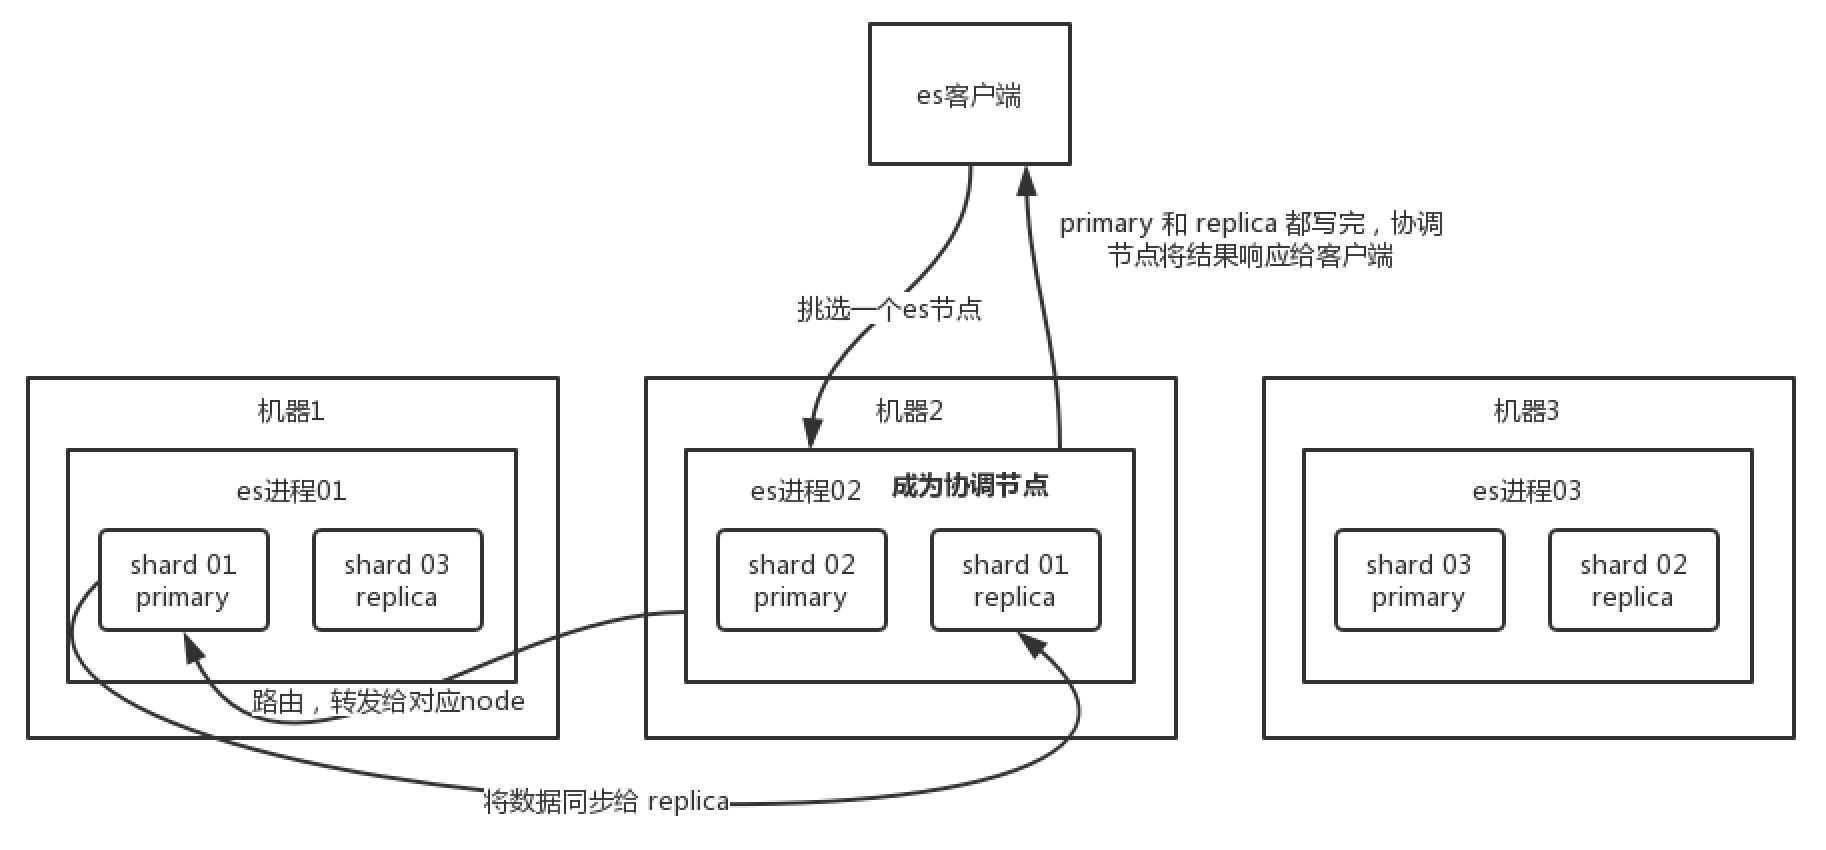 es客户端
primary 和 replica 都写完，协调
节点将结果响应给客户端
挑选一个es节点
机器1
es进程01
shard 01
primary
shard 03
replica
机器2
es进程02
成为协调节点
shard 02
primary
shard 01
replica
机器3
es进程03
shard 03
primary
shard 02
replica
路由，转发给对应node
将数据同步给 replica